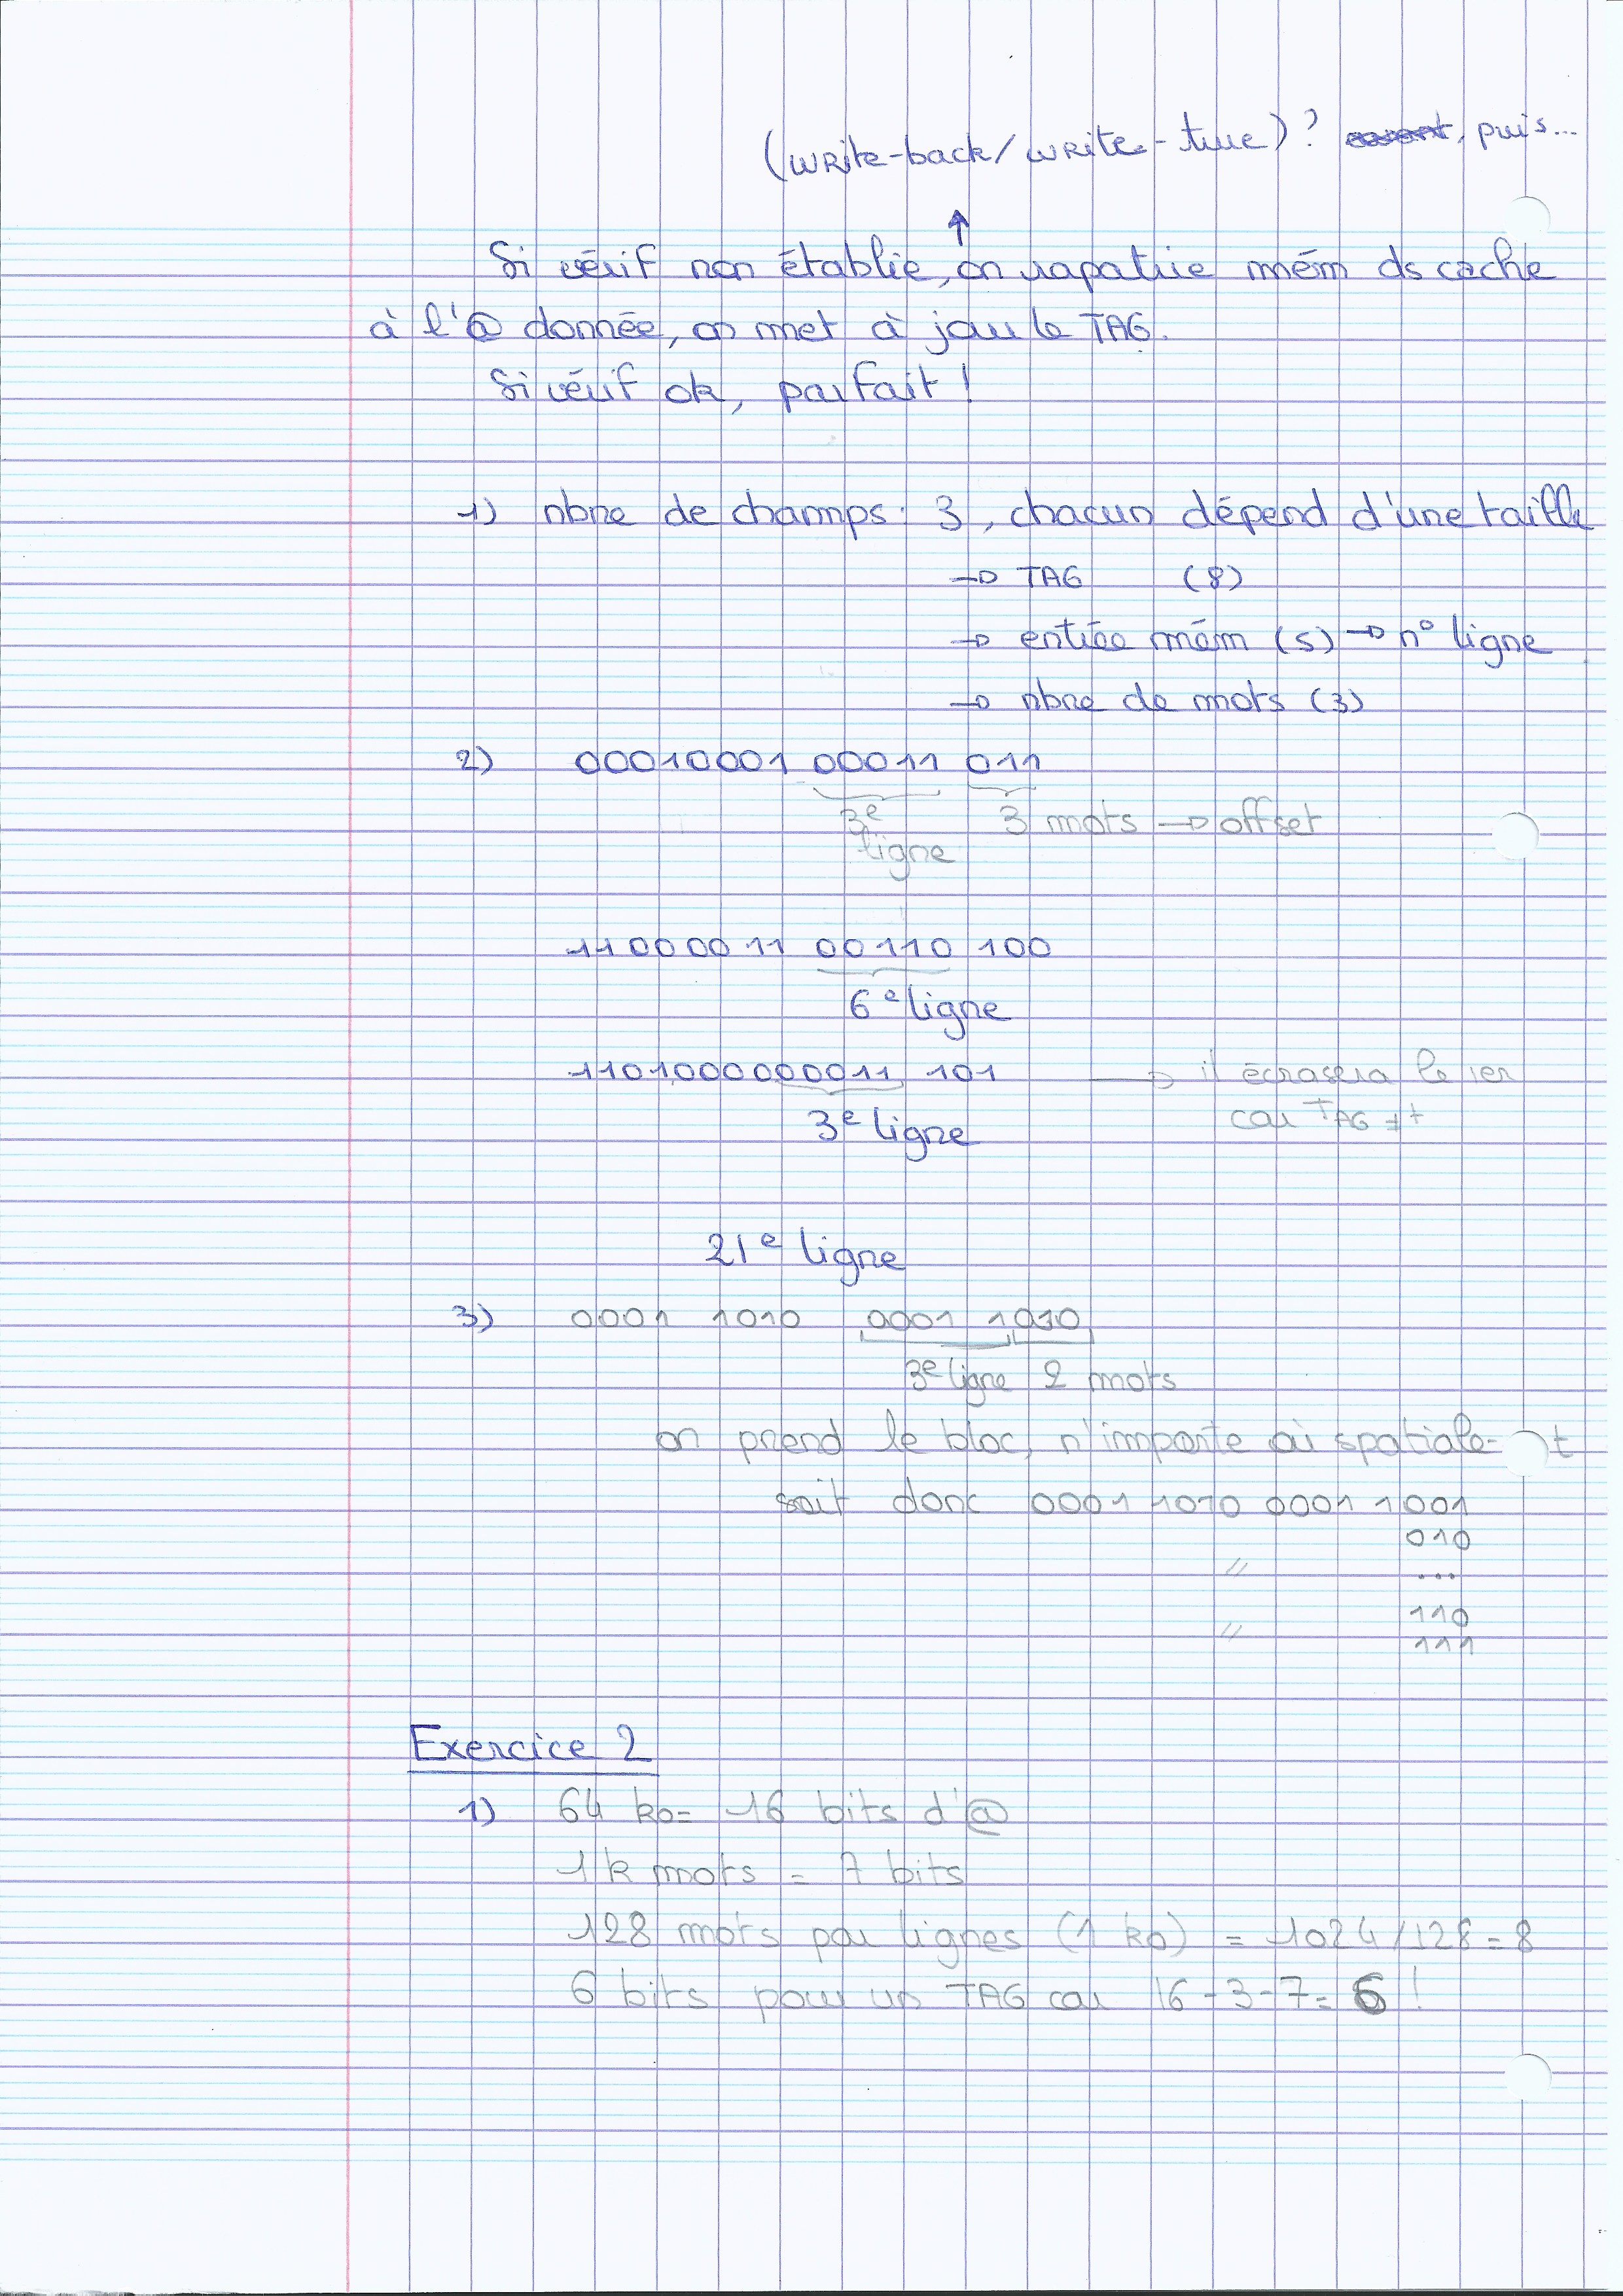 (write-back/write-true)? , puis...
↑
Si vérif non établie, on rapatrie mém ds cache
à l'@ donnée, on met à jour le TAG.
Si vérif ok, parfait !
1) nbre de champs : 3, chacun dépend d'une taille
→ TAG (8)
→ entrée mém (5) → n° ligne
→ nbre de mots (3)
2) 00010001 00011 011
3e ligne 3 mots → offset
11000011 00110 100
6e ligne
1101000000011 101 → il écrasera le 1er
3e ligne car TAG ≠t
21e ligne
3) 0001 1010 0001 1010
3e ligne 2 mots
on prend le bloc, n'importe où spatiale-t
soit donc 0001 1010 0001 1001
010
// ...
110
// 111
Exercice 2
1) 64 ko = 16 bits d'@
1 k mots = 7 bits
128 mots par lignes (1 ko) = 1024/128 = 8
6 bits pour un TAG car 16-3-7= 6 !